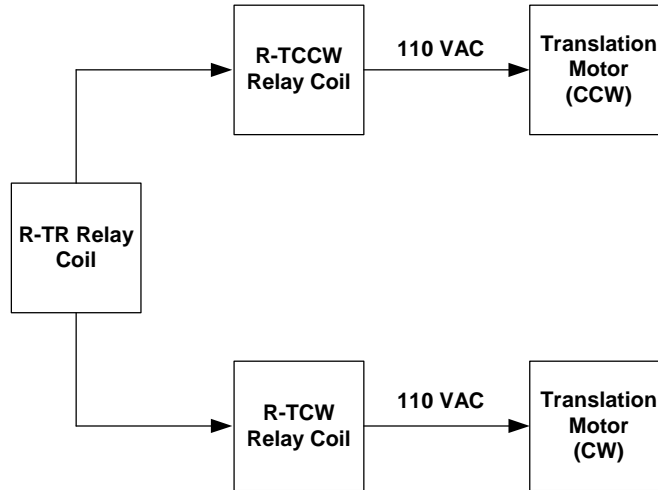 R-TCCW
Relay Coil
110 VAC
Translation
Motor
(CCW)
R-TR Relay
Coil
R-TCW
Relay Coil
110 VAC
Translation
Motor
(CW)